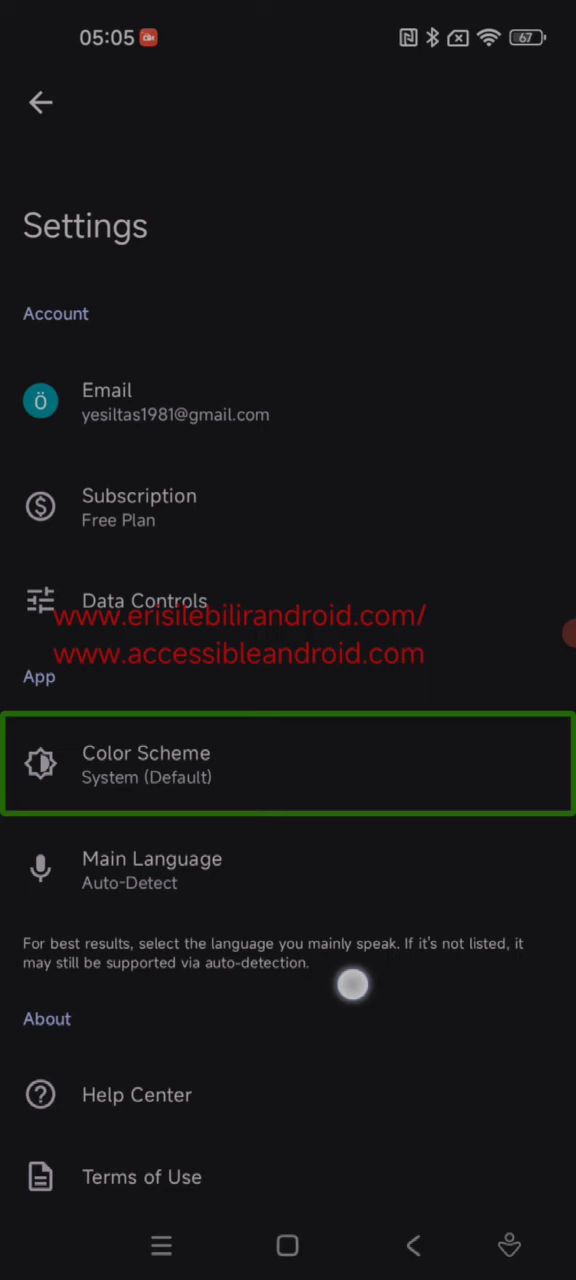 05:05
67
Settings
Account
Ö
Email
yesiltas1981@gmail.com
Subscription
Free Plan
Data Controls
www.erisilebilirandroid.com/
www.accessibleandroid.com
App
Color Scheme
System (Default)
Main Language
Auto-Detect
For best results, select the language you mainly speak. If it's not listed, it
may still be supported via auto-detection.
About
Help Center
Terms of Use